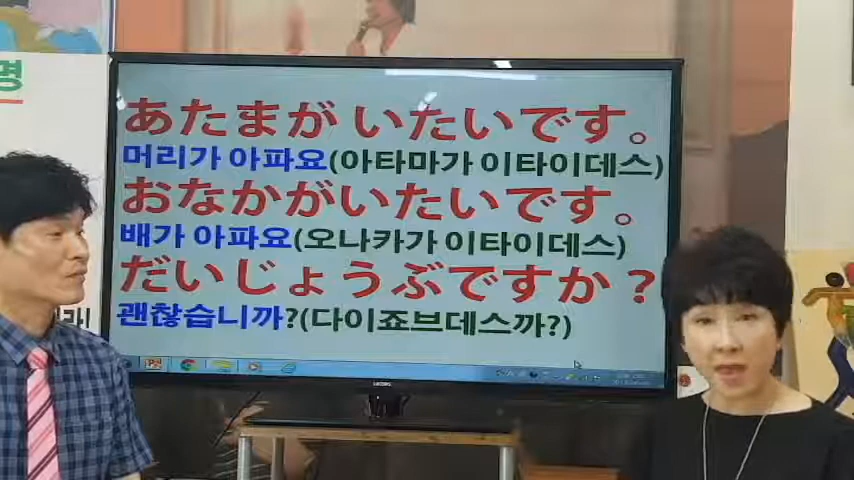 명
あたまが いたいです。
머리가 아파요(아타마가 이타이데스)
おなかがいたいです。
배가 아파요(오나카가 이타이데스)
だいじょうぶですか？
괜찮습니까?(다이죠브데스까?)